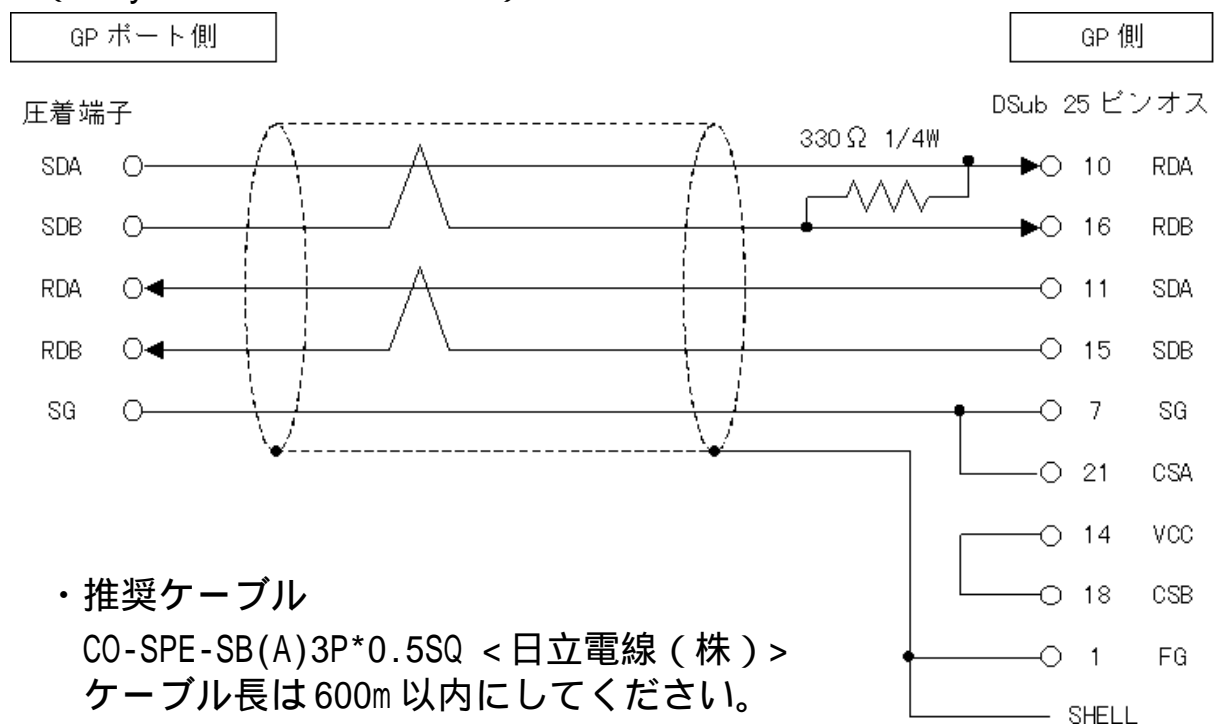 GP ポート側
GP 側
圧着端子
DSub 25 ピンオス
330Ω 1/4W
SDA 10 RDA
SDB 16 RDB
RDA 11 SDA
RDB 15 SDB
SG 7 SG
21 CSA
14 VCC
18 CSB
1 FG
SHELL
・推奨ケーブル
CO-SPE-SB(A)3P*0.5SQ <日立電線(株)>
ケーブル長は600m以内にしてください。